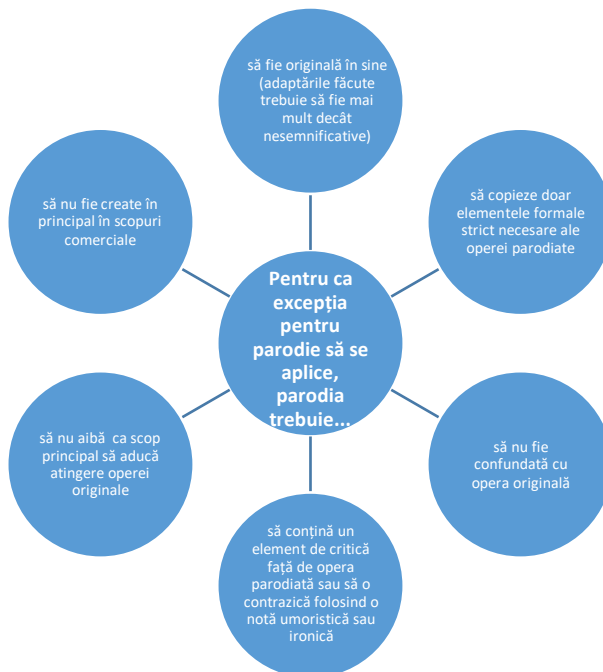 să fie originală în sine
(adaptările făcute
trebuie să fie mai
mult decât
nesemnificative)
să nu fie create în
principal în scopuri
comerciale
să copieze doar
elementele formale
strict necesare ale
operei parodiate
Pentru ca
excepția
pentru
parodie să se
aplice,
parodia
trebuie...
să nu aibă ca scop
principal să aducă
atingere operei
originale
să nu fie
confundată cu
opera originală
să conțină un
element de critică
față de opera
parodiată sau să o
contrazică folosind o
notă umoristică sau
ironică